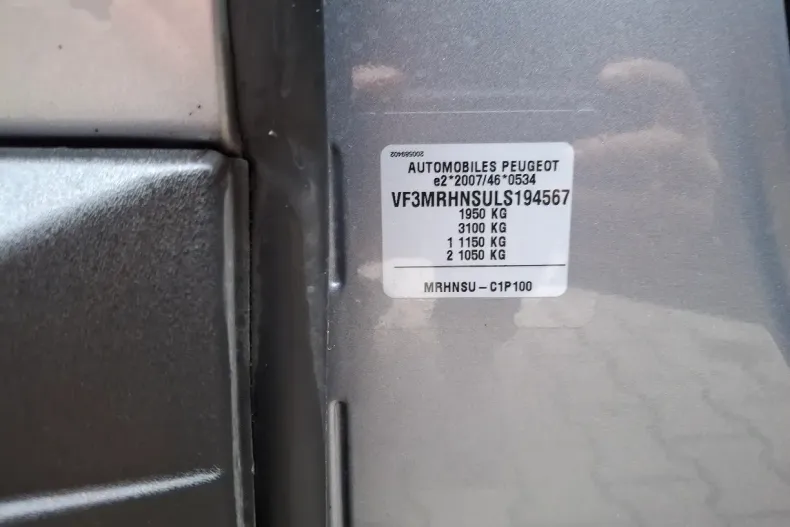 200589402
AUTOMOBILES PEUGEOT
e2*2007/46*0534
VF3MRHNSULS194567
1950 KG
3100 KG
1 1150 KG
2 1050 KG
MRHNSU-C1P100